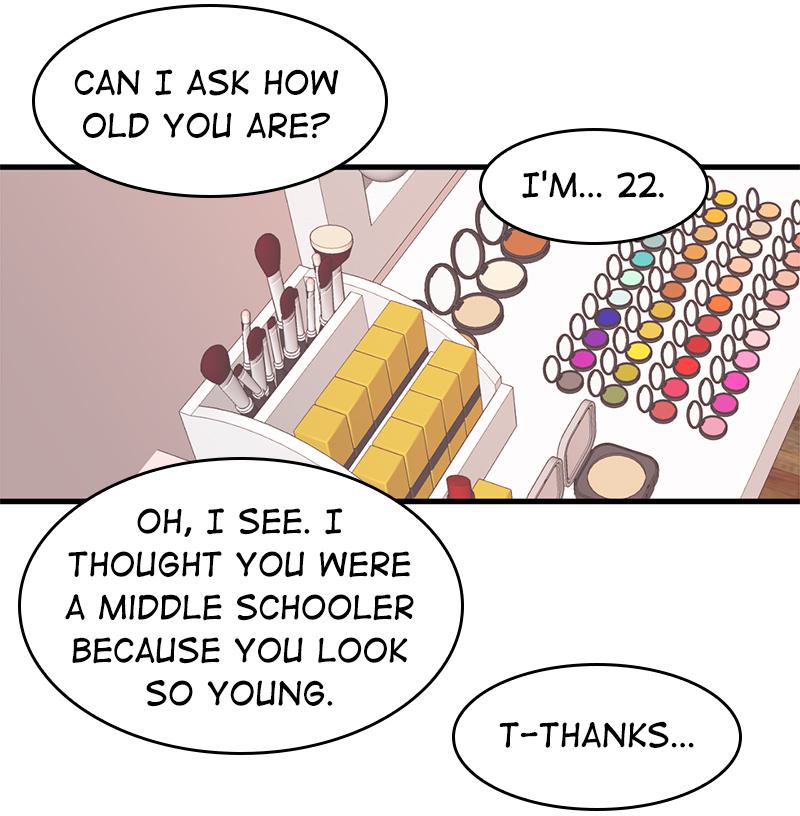 CAN I ASK HOW
OLD YOU ARE?
I'M... 22.
OH, I SEE. I
THOUGHT YOU WERE
A MIDDLE SCHOOLER
BECAUSE YOU LOOK
SO YOUNG.
T-THANKS...